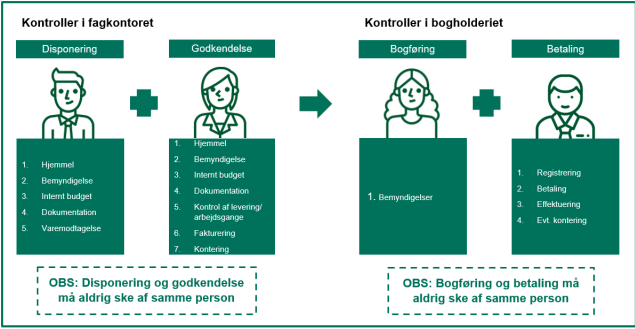 Kontroller i fagkontoret
Disponering
Godkendelse
1. Hjemmel
2. Bemyndigelse
3. Internt budget
4. Dokumentation
5. Varemodtagelse
1. Hjemmel
2. Bemyndigelse
3. Internt budget
4. Dokumentation
5. Kontrol af levering/
arbejdsgange
6. Fakturering
7. Kontering
OBS: Disponering og godkendelse
må aldrig ske af samme person
Kontroller i bogholderiet
Bogføring
Betaling
1. Bemyndigelser
1. Registrering
2. Betaling
3. Effektuering
4. Evt. kontering
OBS: Bogføring og betaling må
aldrig ske af samme person